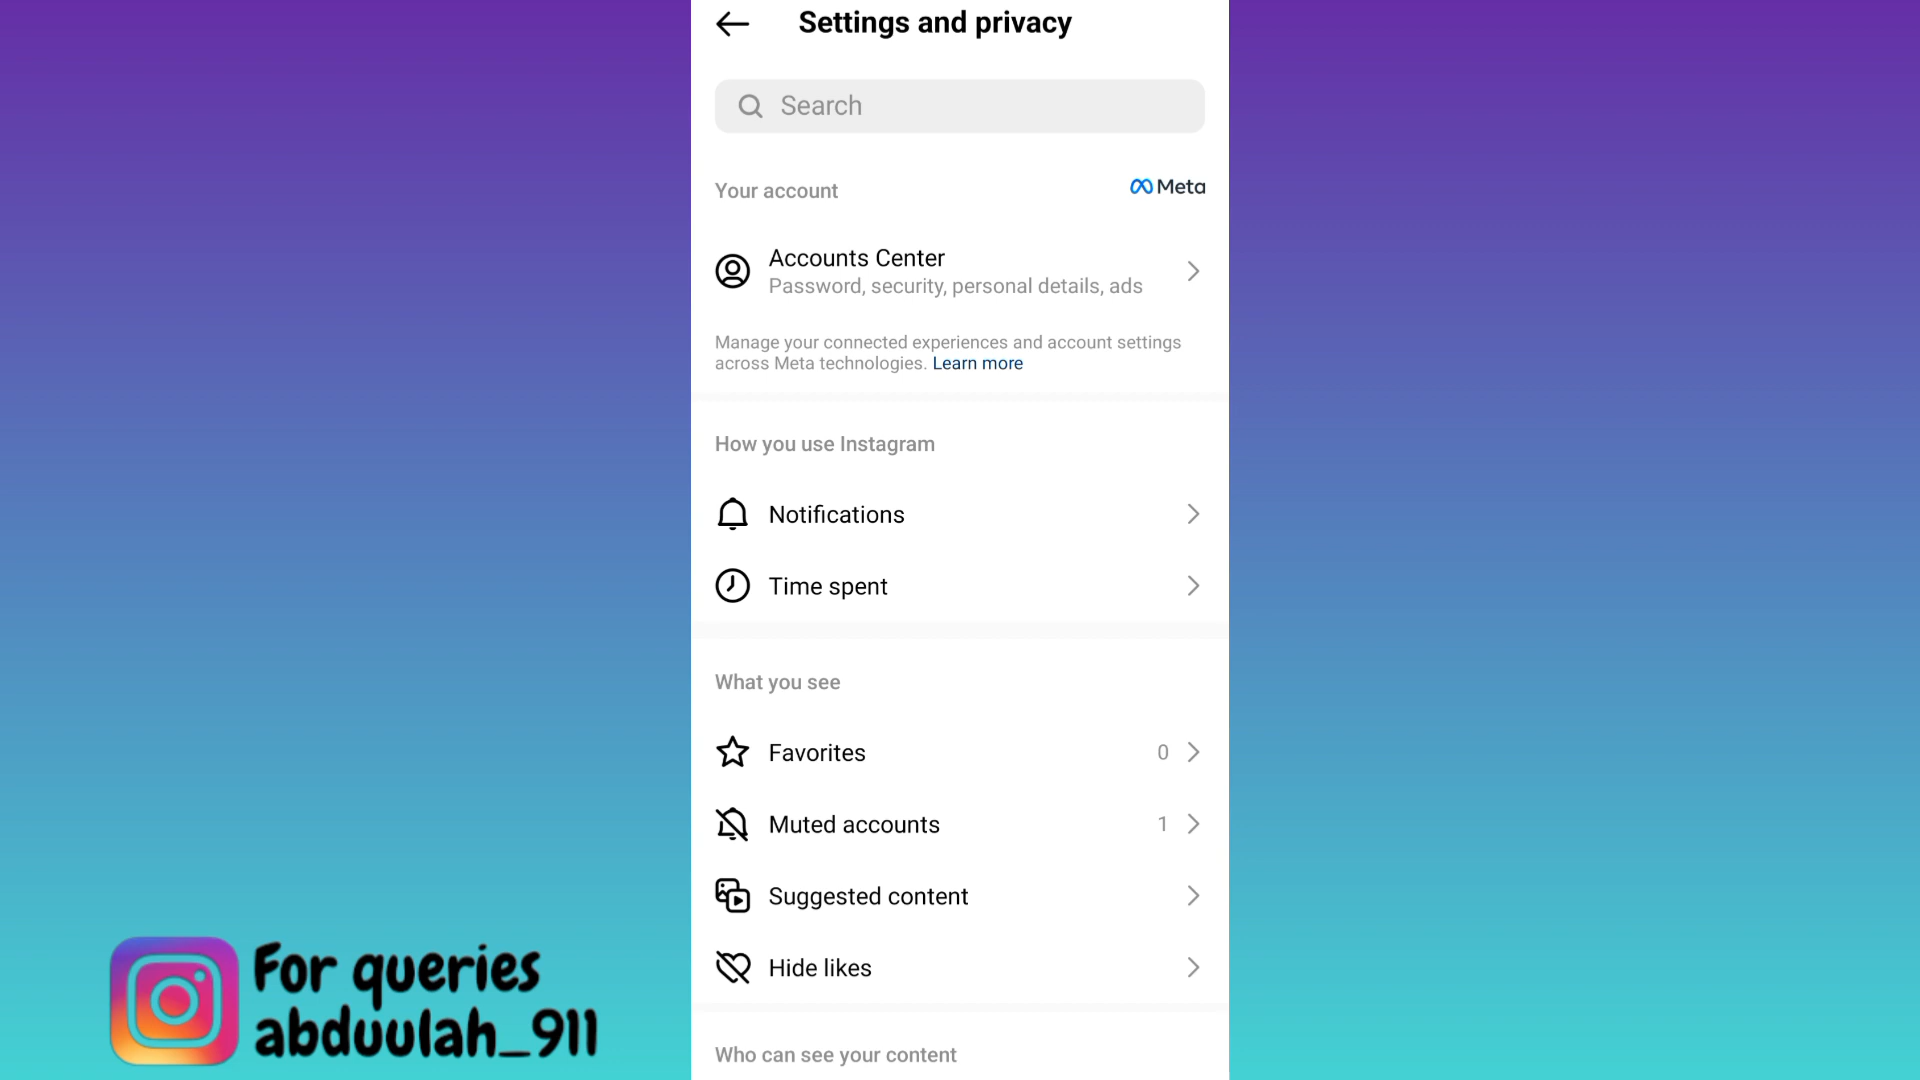 Settings and privacy
Search
Your account
Meta
Accounts Center
Password, security, personal details, ads
Manage your connected experiences and account settings
across Meta technologies. Learn more
How you use Instagram
Notifications
Time spent
What you see
Favorites 0
Muted accounts 1
Suggested content
Hide likes
Who can see your content
For queries
abduulah_911